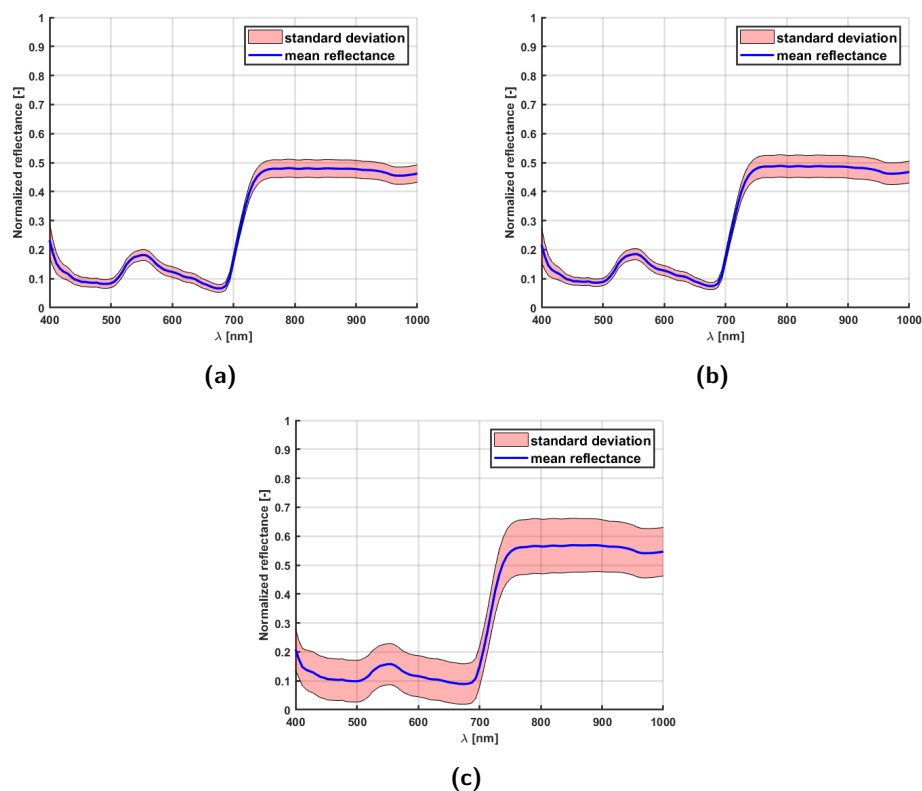 1
0.9
0.8
0.7
0.6
0.5
0.4
0.3
0.2
0.1
0
Normalized reflectance [-]
standard deviation
mean reflectance
400 500 600 700 800 900 1000
λ [nm]
(a)
1
0.9
0.8
0.7
0.6
0.5
0.4
0.3
0.2
0.1
0
Normalized reflectance [-]
standard deviation
mean reflectance
400 500 600 700 800 900 1000
λ [nm]
(b)
1
0.9
0.8
0.7
0.6
0.5
0.4
0.3
0.2
0.1
0
Normalized reflectance [-]
standard deviation
mean reflectance
400 500 600 700 800 900 1000
λ [nm]
(c)